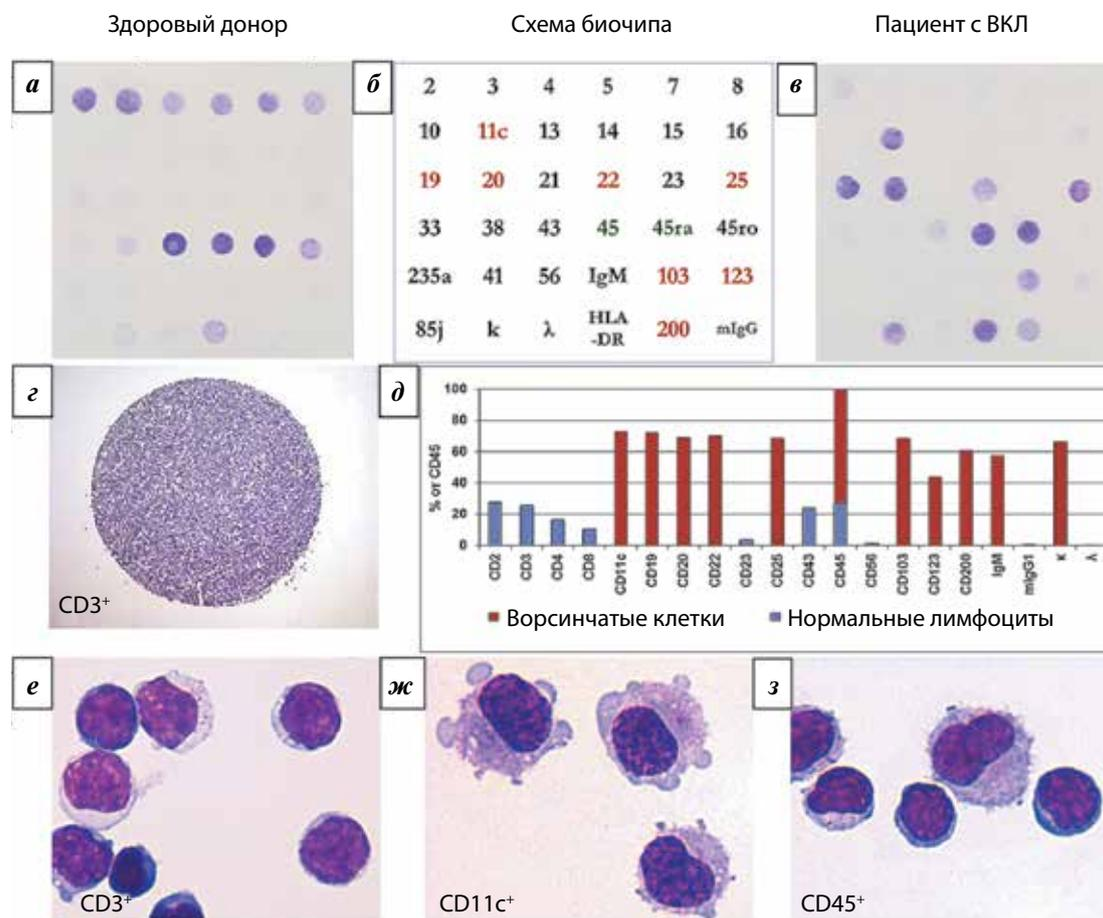 Здоровый донор
Схема биочипа
Пациент с ВКЛ
а
б
в
2 3 4 5 7 8
10 11c 13 14 15 16
19 20 21 22 23 25
33 38 43 45 45ra 45ro
235a 41 56 IgM 103 123
85j k λ HLA-DR 200 mIgG
г
CD3+
д
% от CD45
100
80
60
40
20
0
CD2 CD3 CD4 CD8 CD11c CD19 CD20 CD22 CD23 CD25 CD43 CD45 CD56 CD103 CD123 CD200 IgM mIgG1 κ λ
Ворсинчатые клетки Нормальные лимфоциты
е
CD3+
ж
CD11c+
з
CD45+